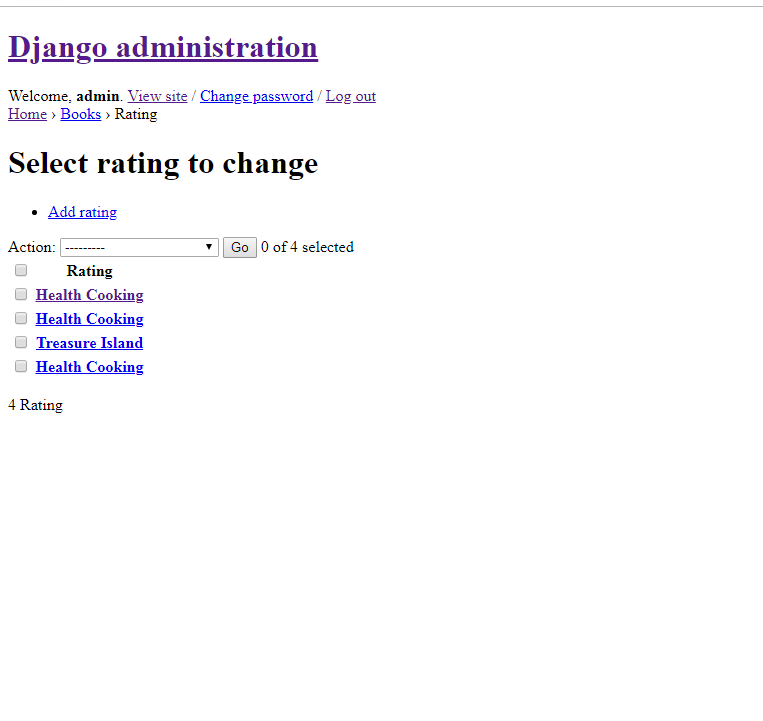 Django administration
Welcome, admin. View site / Change password / Log out
Home › Books › Rating
Select rating to change
• Add rating
Action: --------- Go 0 of 4 selected
Rating
Health Cooking
Health Cooking
Treasure Island
Health Cooking
4 Rating